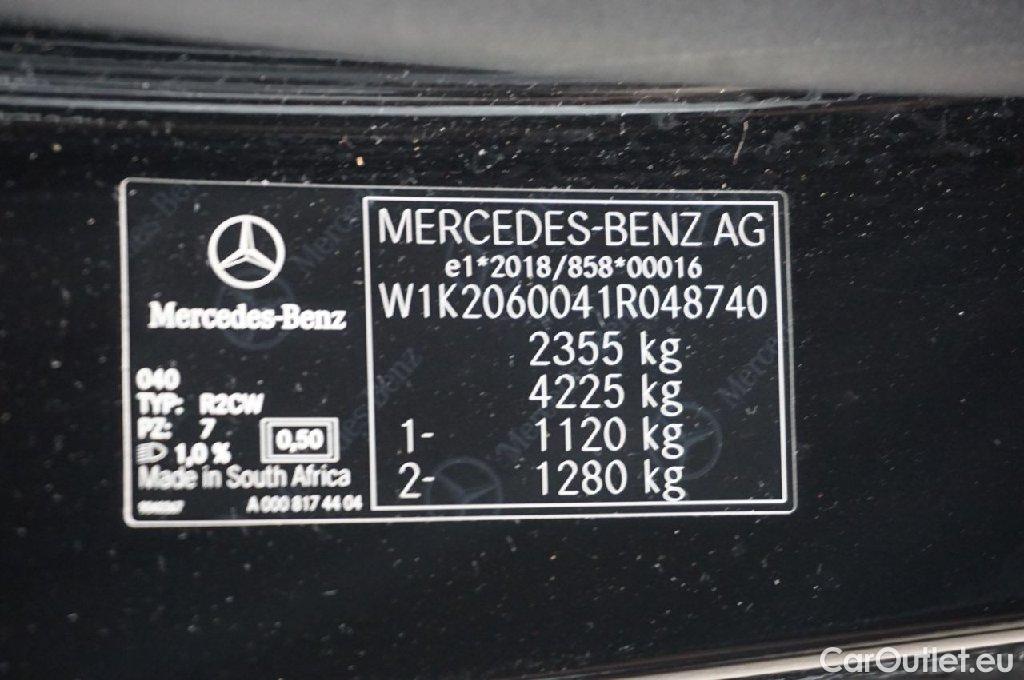 Mercedes-Benz
040
TYP: R2CW
PZ: 7
1,0 %
0,50
Made in South Africa
A 000 817 44 04
MERCEDES-BENZ AG
e1*2018/858*00016
W1K2060041R048740
2355 kg
4225 kg
1- 1120 kg
2- 1280 kg
CarOutlet.eu